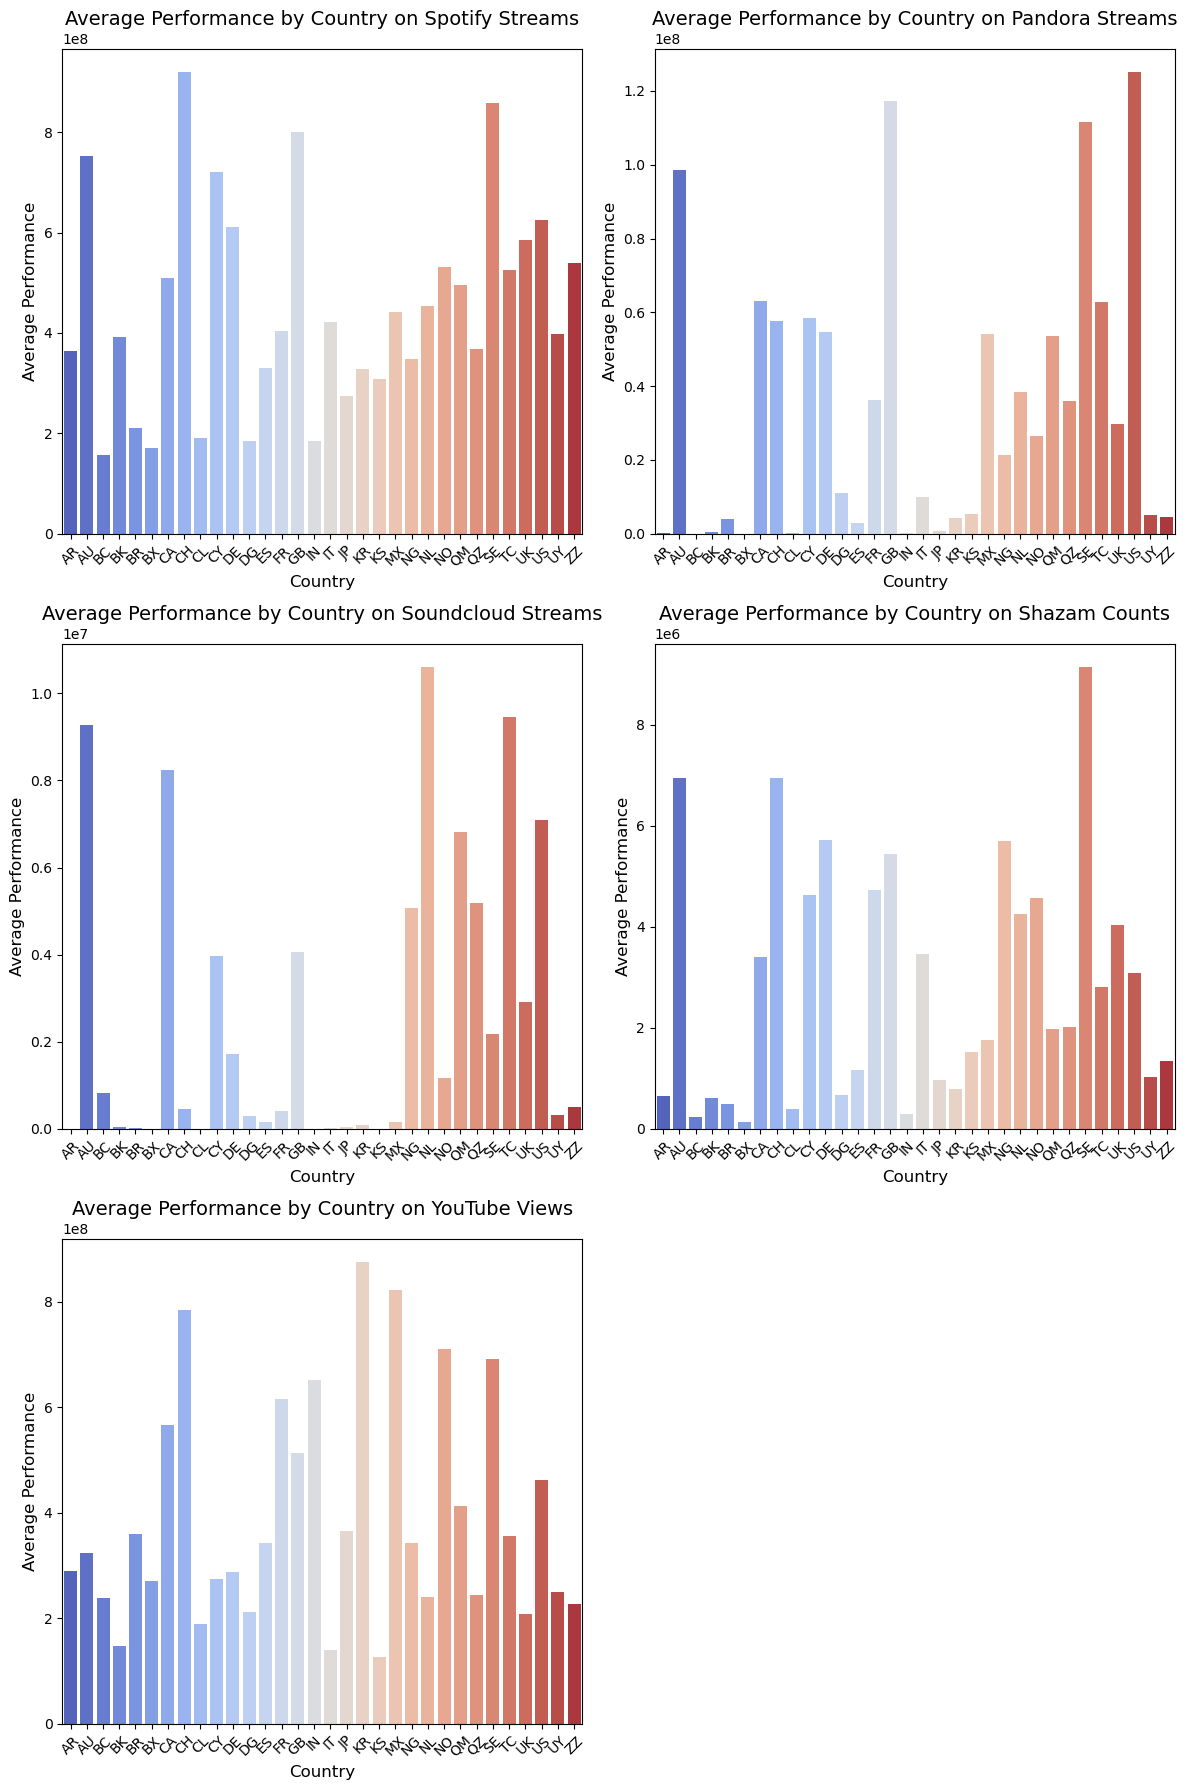 Average Performance by Country on Spotify Streams
1e8
8
6
4
2
0
Average Performance
AR AU BC BK BR BX CA CH CL CY DE DG ES FR GB IN IT JP KR KS MX NG NL NO QM QZ SE TC UK US UY ZZ
Country
Average Performance by Country on Pandora Streams
1e8
1.2
1.0
0.8
0.6
0.4
0.2
0.0
Average Performance
AR AU BC BK BR BX CA CH CL CY DE DG ES FR GB IN IT JP KR KS MX NG NL NO QM QZ SE TC UK US UY ZZ
Country
Average Performance by Country on Soundcloud Streams
1e7
1.0
0.8
0.6
0.4
0.2
0.0
Average Performance
AR AU BC BK BR BX CA CH CL CY DE DG ES FR GB IN IT JP KR KS MX NG NL NO QM QZ SE TC UK US UY ZZ
Country
Average Performance by Country on Shazam Counts
1e6
8
6
4
2
0
Average Performance
AR AU BC BK BR BX CA CH CL CY DE DG ES FR GB IN IT JP KR KS MX NG NL NO QM QZ SE TC UK US UY ZZ
Country
Average Performance by Country on YouTube Views
1e8
8
6
4
2
0
Average Performance
AR AU BC BK BR BX CA CH CL CY DE DG ES FR GB IN IT JP KR KS MX NG NL NO QM QZ SE TC UK US UY ZZ
Country